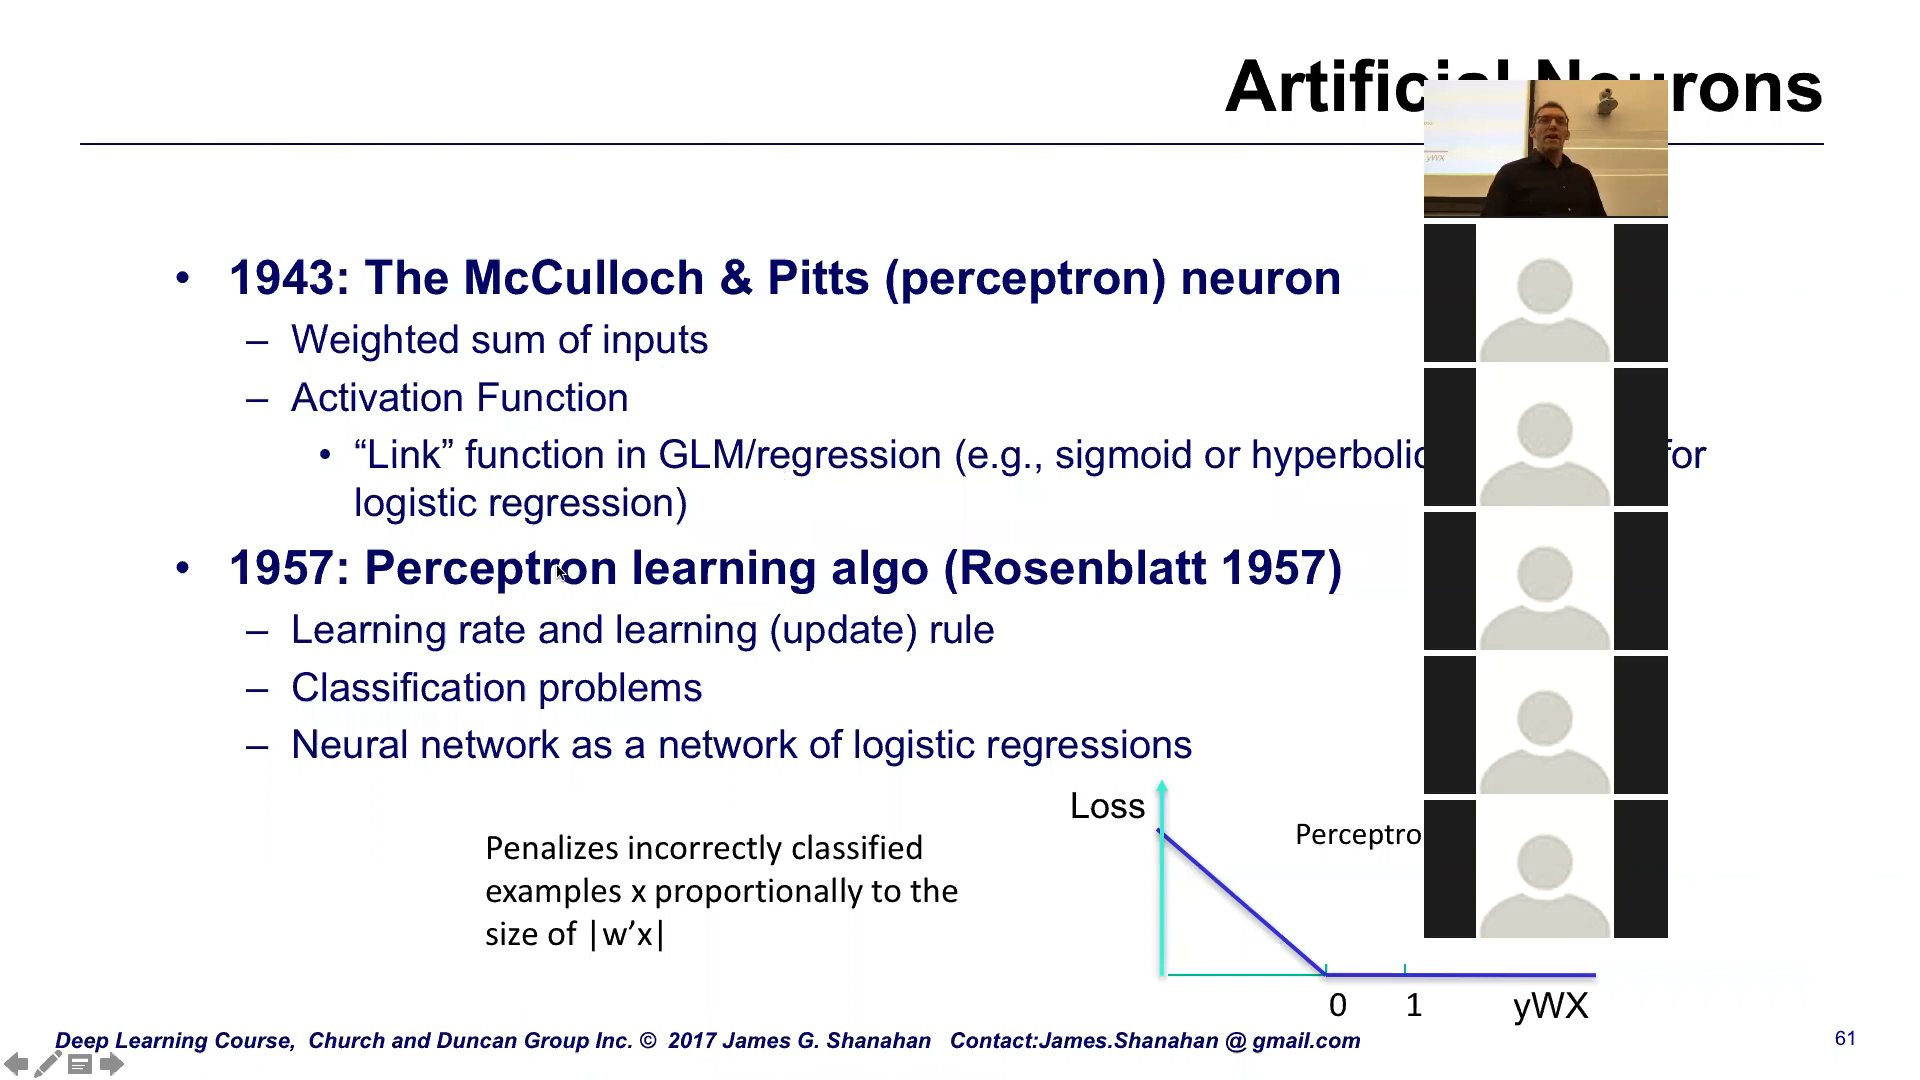 Artificial Neurons
• 1943: The McCulloch & Pitts (perceptron) neuron
– Weighted sum of inputs
– Activation Function
• “Link” function in GLM/regression (e.g., sigmoid or hyperbolic for
logistic regression)
• 1957: Perceptron learning algo (Rosenblatt 1957)
– Learning rate and learning (update) rule
– Classification problems
– Neural network as a network of logistic regressions
Loss
Perceptro
Penalizes incorrectly classified
examples x proportionally to the
size of |w’x|
0 1 yWX
Deep Learning Course, Church and Duncan Group Inc. © 2017 James G. Shanahan Contact:James.Shanahan @ gmail.com
61
yWX